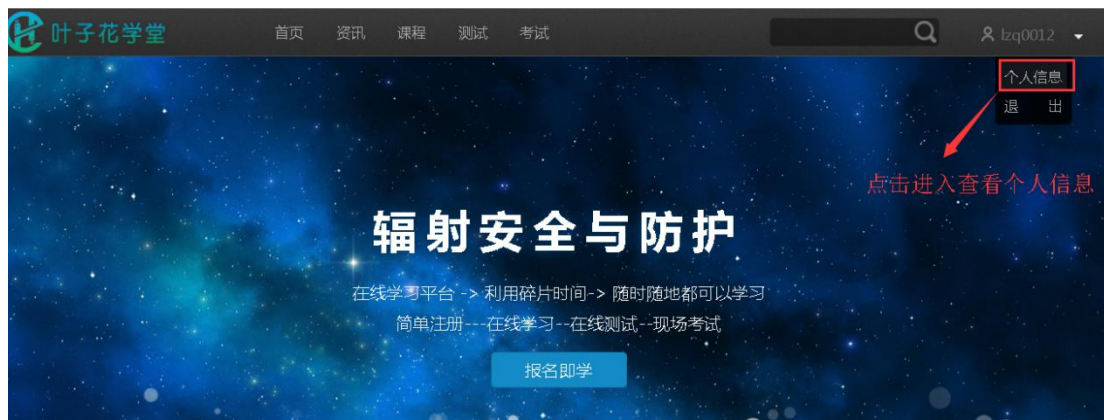 叶子花学堂 首页 资讯 课程 测试 考试 lzq0012
个人信息
退 出
点击进入查看个人信息
辐射安全与防护
在线学习平台 -> 利用碎片时间-> 随时随地都可以学习
简单注册---在线学习--在线测试--现场考试
报名即学